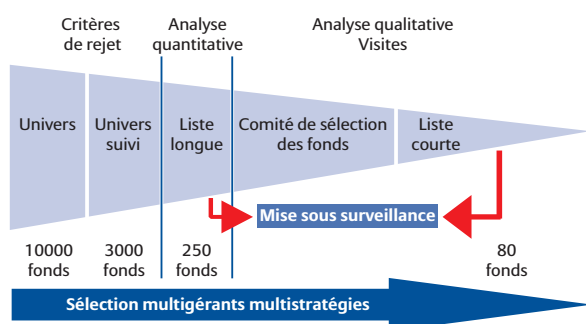 Critères
de rejet
Analyse
quantitative
Analyse qualitative
Visites
Univers
Univers
suivi
Liste
longue
Comité de sélection
des fonds
Liste
courte
Mise sous surveillance
10000
fonds
3000
fonds
250
fonds
80
fonds
Sélection multigérants multistratégies